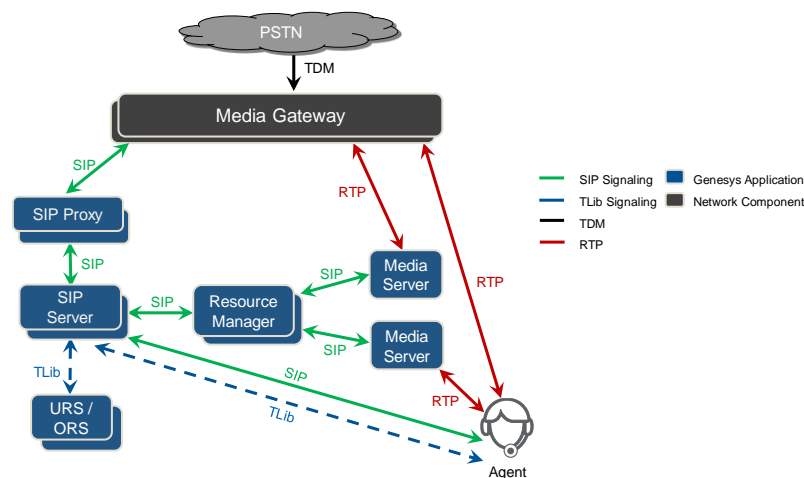 PSTN
TDM
Media Gateway
SIP
RTP
SIP Signaling
Genesys Application
TLib Signaling
Network Component
TDM
RTP
SIP Proxy
SIP
Media
Server
SIP
RTP
SIP
Server
SIP
Resource
Manager
Media
Server
SIP
TLib
SIP
RTP
TLib
URS /
ORS
Agent